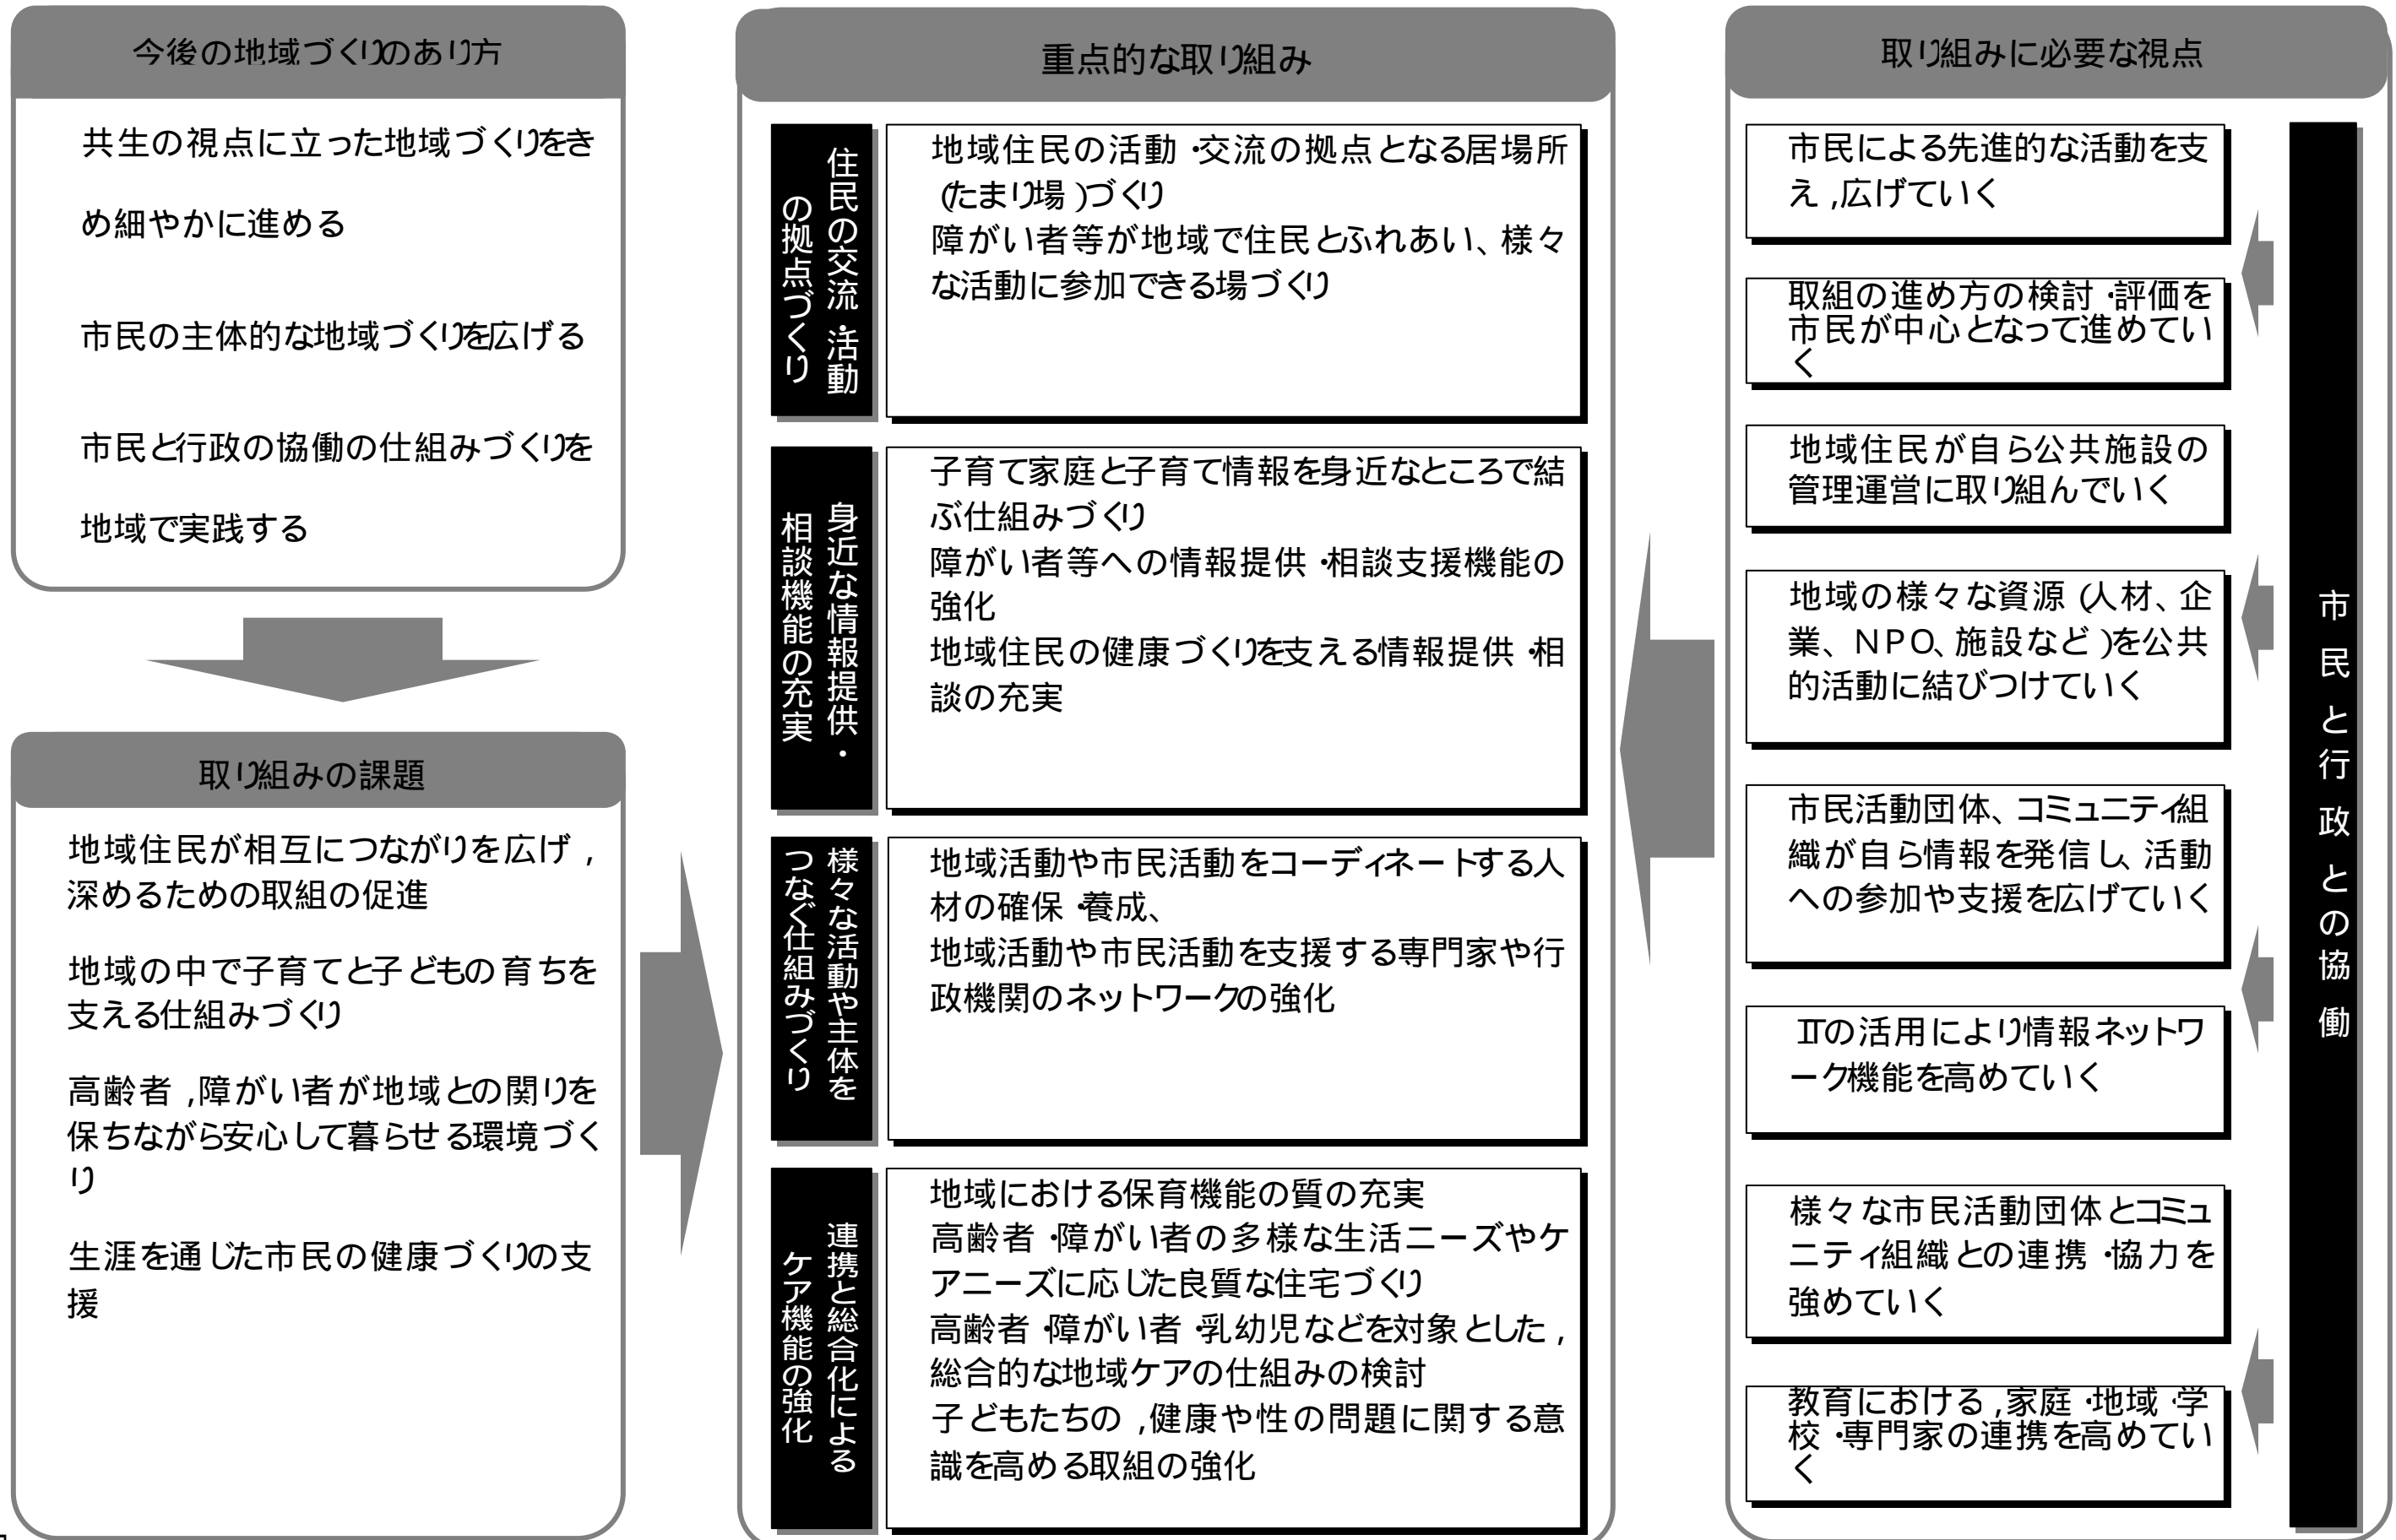 今後の地域づくりのあり方
共生の視点に立った地域づくりをき
め細やかに進める
市民の主体的な地域づくりを広げる
市民と行政の協働の仕組みづくりを
地域で実践する
取り組みの課題
地域住民が相互につながりを広げ,
深めるための取組の促進
地域の中で子育てと子どもの育ちを
支える仕組みづくり
高齢者,障がい者が地域との関りを
保ちながら安心して暮らせる環境づく
り
生涯を通じた市民の健康づくりの支
援
重点的な取り組み
住民の交流・活動
の拠点づくり
地域住民の活動・交流の拠点となる居場所
(たまり場)づくり
障がい者等が地域で住民とふれあい、様々
な活動に参加できる場づくり
身近な情報提供・
相談機能の充実
子育て家庭と子育て情報を身近なところで結
ぶ仕組みづくり
障がい者等への情報提供・相談支援機能の
強化
地域住民の健康づくりを支える情報提供・相
談の充実
様々な活動や主体を
つなぐ仕組みづくり
地域活動や市民活動をコーディネートする人
材の確保・養成、
地域活動や市民活動を支援する専門家や行
政機関のネットワークの強化
連携と総合化による
ケア機能の強化
地域における保育機能の質の充実
高齢者・障がい者の多様な生活ニーズやケ
アニーズに応じた良質な住宅づくり
高齢者・障がい者・乳幼児などを対象とした,
総合的な地域ケアの仕組みの検討
子どもたちの,健康や性の問題に関する意
識を高める取組の強化
取り組みに必要な視点
市民による先進的な活動を支
え,広げていく
取組の進め方の検討・評価を
市民が中心となって進めてい
く
地域住民が自ら公共施設の
管理運営に取り組んでいく
地域の様々な資源(人材、企
業、NPO、施設など)を公共
的活動に結びつけていく
市民活動団体、コミュニティ組
織が自ら情報を発信し、活動
への参加や支援を広げていく
ITの活用により情報ネットワ
ーク機能を高めていく
様々な市民活動団体とコミュ
ニティ組織との連携・協力を
強めていく
教育における,家庭・地域・学
校・専門家の連携を高めてい
く
市民と行政との協働